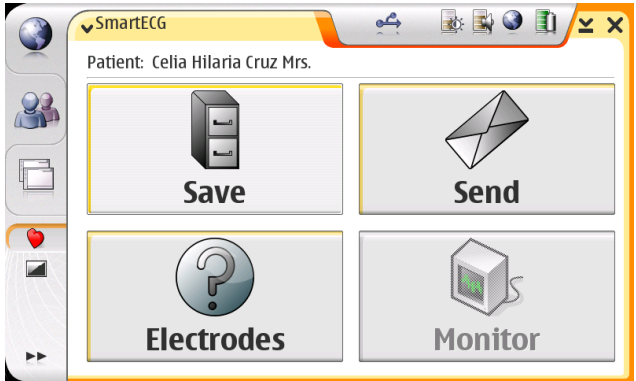 SmartECG
Patient: Celia Hilaria Cruz Mrs.
Save
Send
Electrodes
Monitor